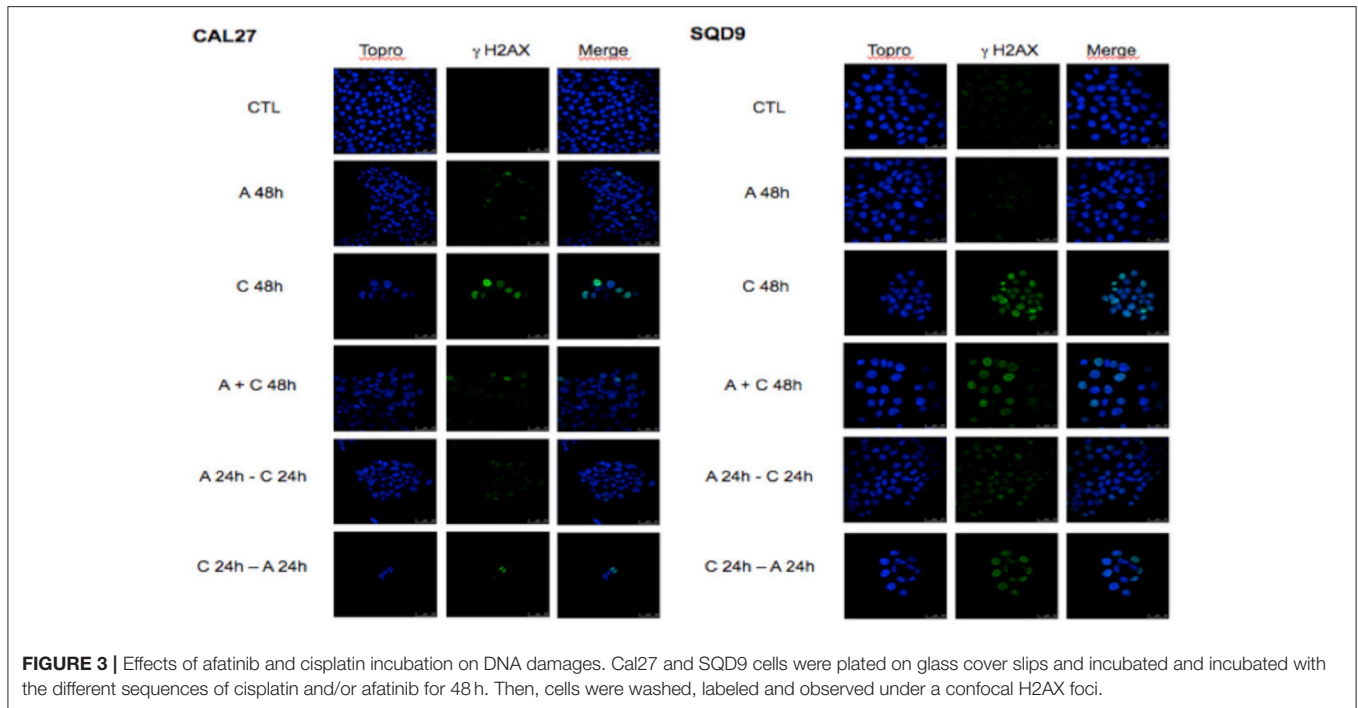 CAL27
Topro γ H2AX Merge
CTL
A 48h
C 48h
A + C 48h
A 24h - C 24h
C 24h – A 24h
SQD9
Topro γ H2AX Merge
CTL
A 48h
C 48h
A + C 48h
A 24h - C 24h
C 24h – A 24h
FIGURE 3 | Effects of afatinib and cisplatin incubation on DNA damages. Cal27 and SQD9 cells were plated on glass cover slips and incubated and incubated with
the different sequences of cisplatin and/or afatinib for 48 h. Then, cells were washed, labeled and observed under a confocal H2AX foci.